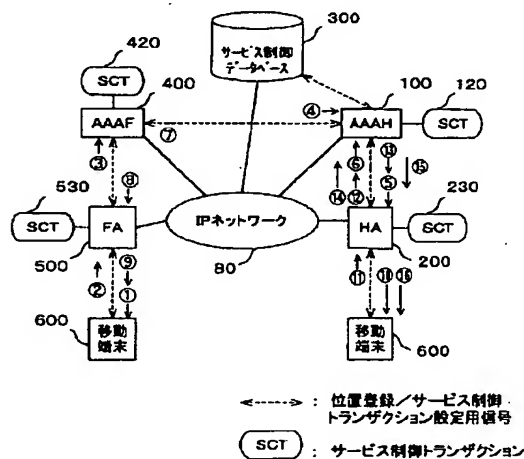 300
サービス制御
データベース
420
SCT
400
AAAF
100
AAAH
120
SCT
④
⑦
③
⑧
⑥
⑬
⑮
⑤
⑭
⑫
530
SCT
FA
500
IPネットワーク
80
HA
200
230
SCT
②
⑨
①
⑪
⑩
⑯
600
移動
端末
移動
端末
600
: 位置登録/サービス制御
トランザクション設定用信号
SCT
: サービス制御トランザクション